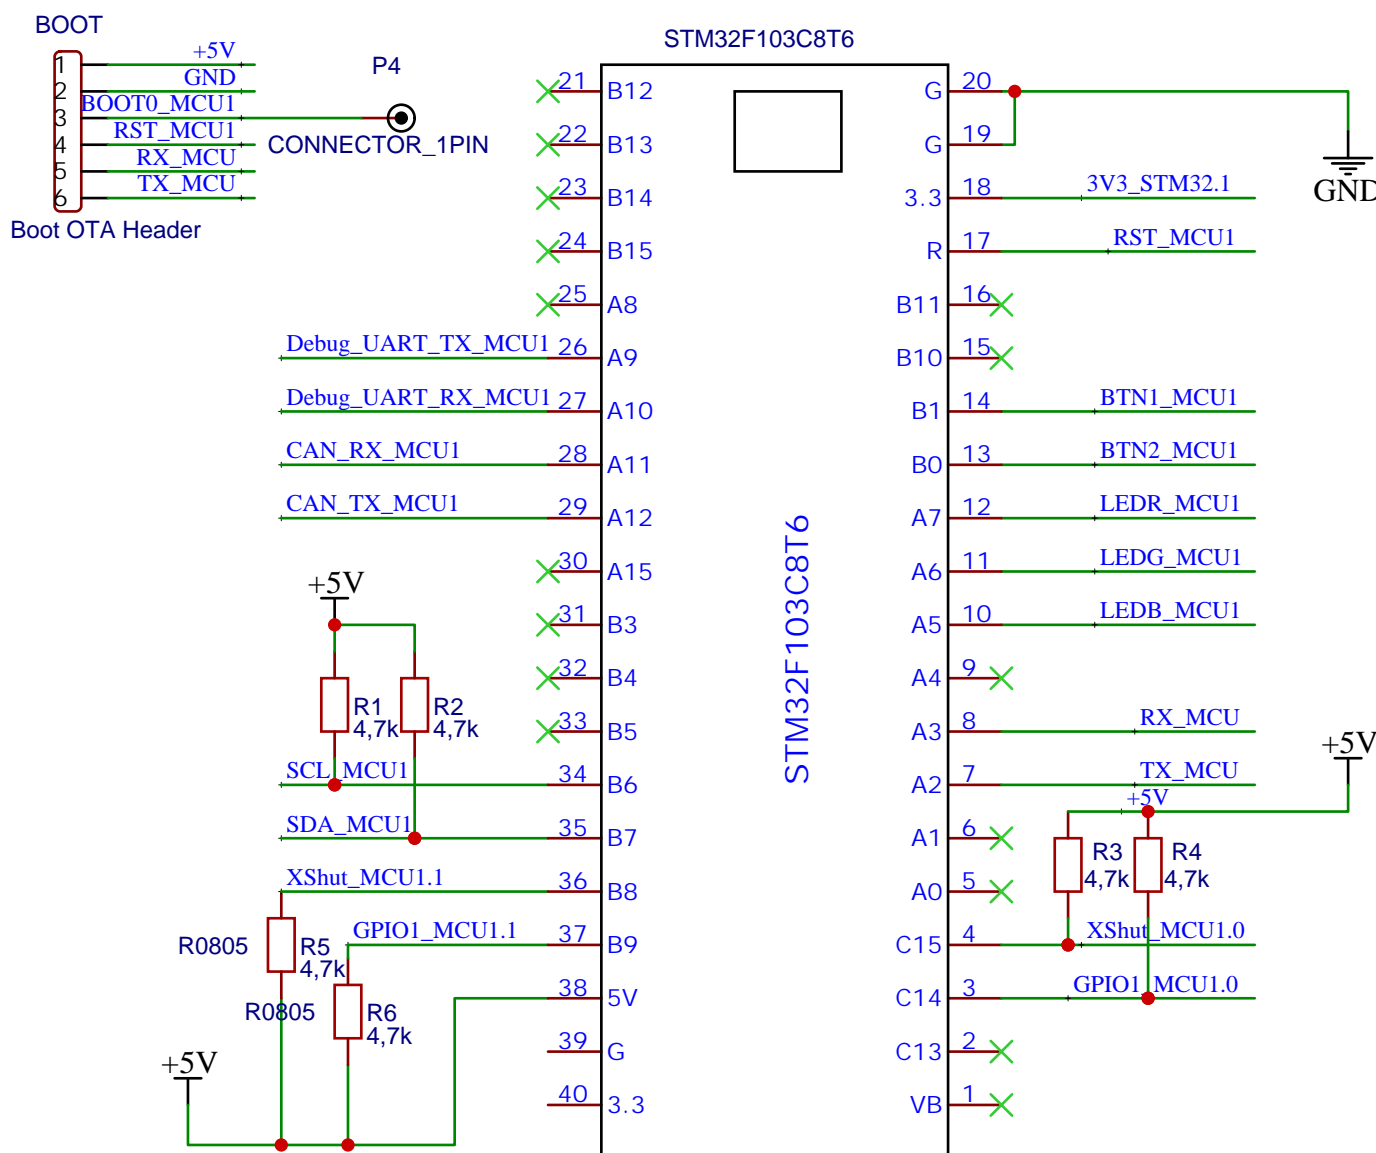 BOOT
1 +5V
2 GND
3 BOOT0_MCU1
4 RST_MCU1
5 RX_MCU
6 TX_MCU
Boot OTA Header
P4
CONNECTOR_1PIN
STM32F103C8T6
21 B12
22 B13
23 B14
24 B15
25 A8
Debug_UART_TX_MCU1 26 A9
Debug_UART_RX_MCU1 27 A10
CAN_RX_MCU1 28 A11
CAN_TX_MCU1 29 A12
30 A15
31 B3
32 B4
33 B5
SCL_MCU1 34 B6
SDA_MCU1 35 B7
XShut_MCU1.1 36 B8
GPIO1_MCU1.1 37 B9
38 5V
39 G
40 3.3
+5V
R1
4,7k
R2
4,7k
R0805
R5
4,7k
R0805
R6
4,7k
+5V
STM32F103C8T6
G 20
G 19
GND
3.3 18 3V3_STM32.1
R 17 RST_MCU1
B11 16
B10 15
B1 14 BTN1_MCU1
B0 13 BTN2_MCU1
A7 12 LEDR_MCU1
A6 11 LEDG_MCU1
A5 10 LEDB_MCU1
A4 9
A3 8 RX_MCU
A2 7 TX_MCU
A1 6
A0 5
C15 4 XShut_MCU1.0
C14 3 GPIO1_MCU1.0
C13 2
VB 1
+5V
+5V
R3
4,7k
R4
4,7k